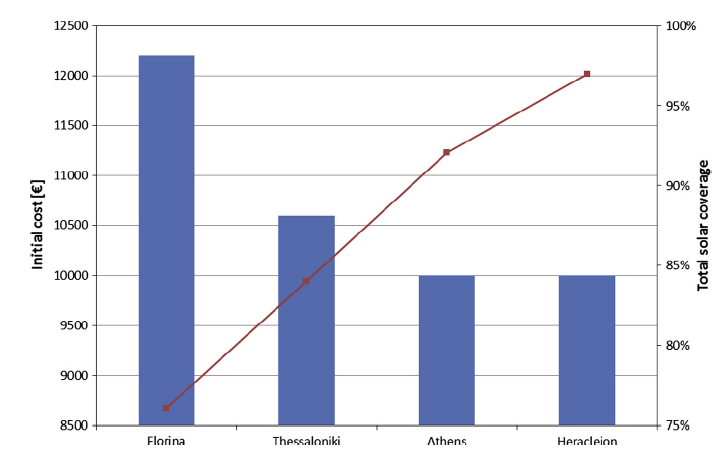 12500
12000
11500
11000
10500
10000
9500
9000
8500
Initial cost [€]
100%
95%
90%
85%
80%
75%
Total solar coverage
Florina
Thessaloniki
Athens
Heracleion